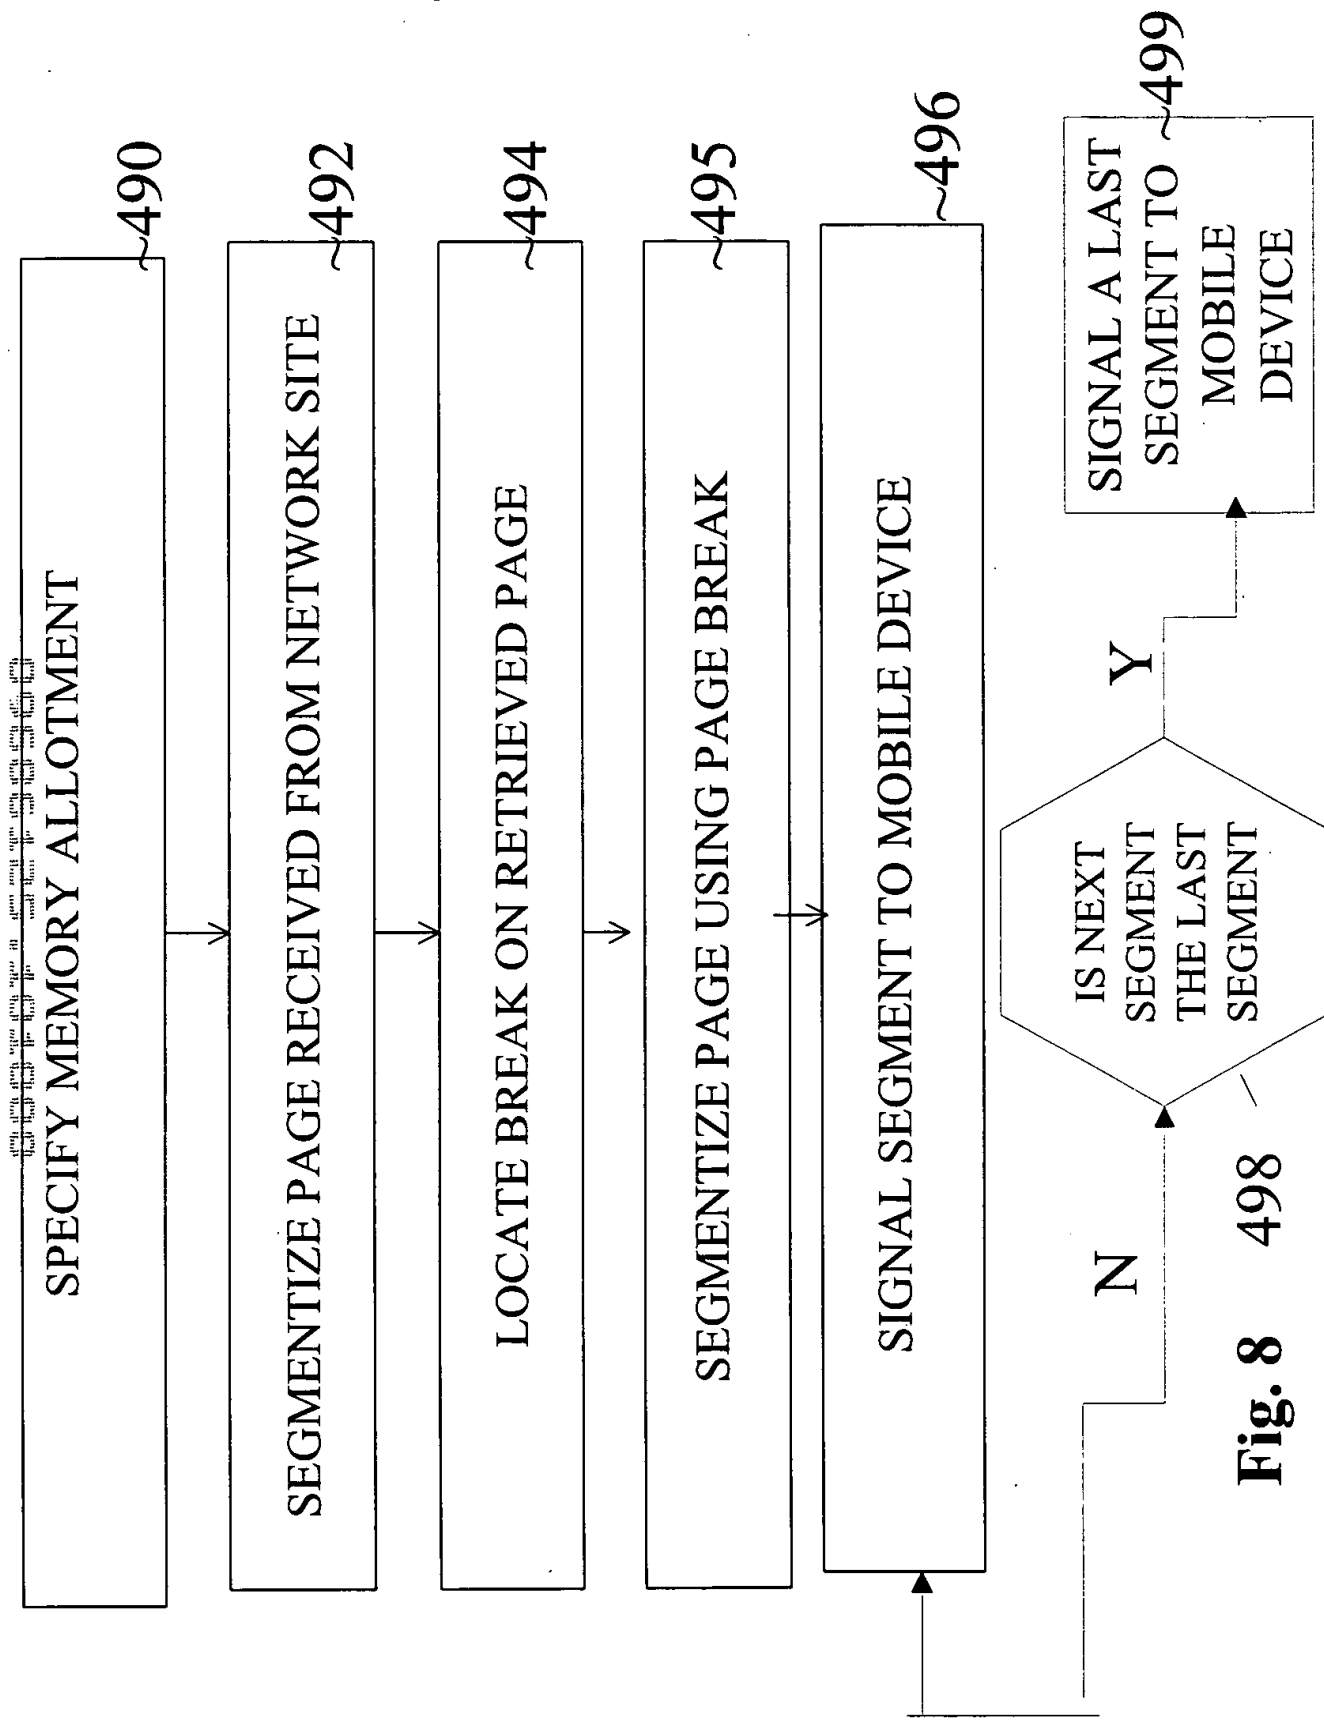 SPECIFY MEMORY ALLOTMENT
~490
SEGMENTIZE PAGE RECEIVED FROM NETWORK SITE
~492
LOCATE BREAK ON RETRIEVED PAGE
~494
SEGMENTIZE PAGE USING PAGE BREAK
~495
SIGNAL SEGMENT TO MOBILE DEVICE
~496
N
IS NEXT
SEGMENT
THE LAST
SEGMENT
498
Y
SIGNAL A LAST
SEGMENT TO
MOBILE
DEVICE
~499
Fig. 8